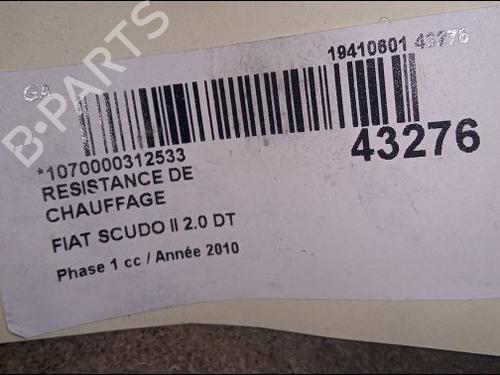 B-PARTS
GA
19410601 43276
43276
*1070000312533
RESISTANCE DE
CHAUFFAGE
FIAT SCUDO II 2.0 DT
Phase 1 cc / Année 2010